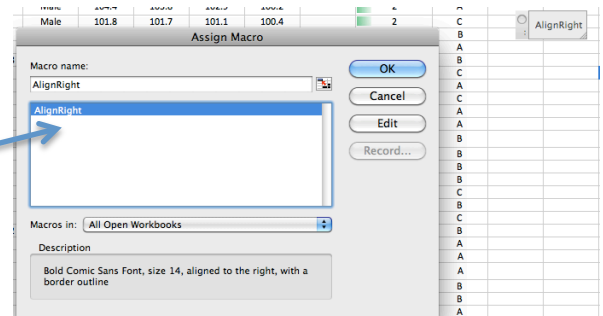 Male 101.8 101.7 101.1 100.4 2 C
Assign Macro
B
AlignRight
A
Macro name:
B
OK
C
AlignRight
A
Cancel
C
AlignRight
A
Edit
A
B
Record...
B
B
B
C
B
Macros in: All Open Workbooks
C
B
Description
A
A
Bold Comic Sans Font, size 14, aligned to the right, with a
border outline
A
B
B
A